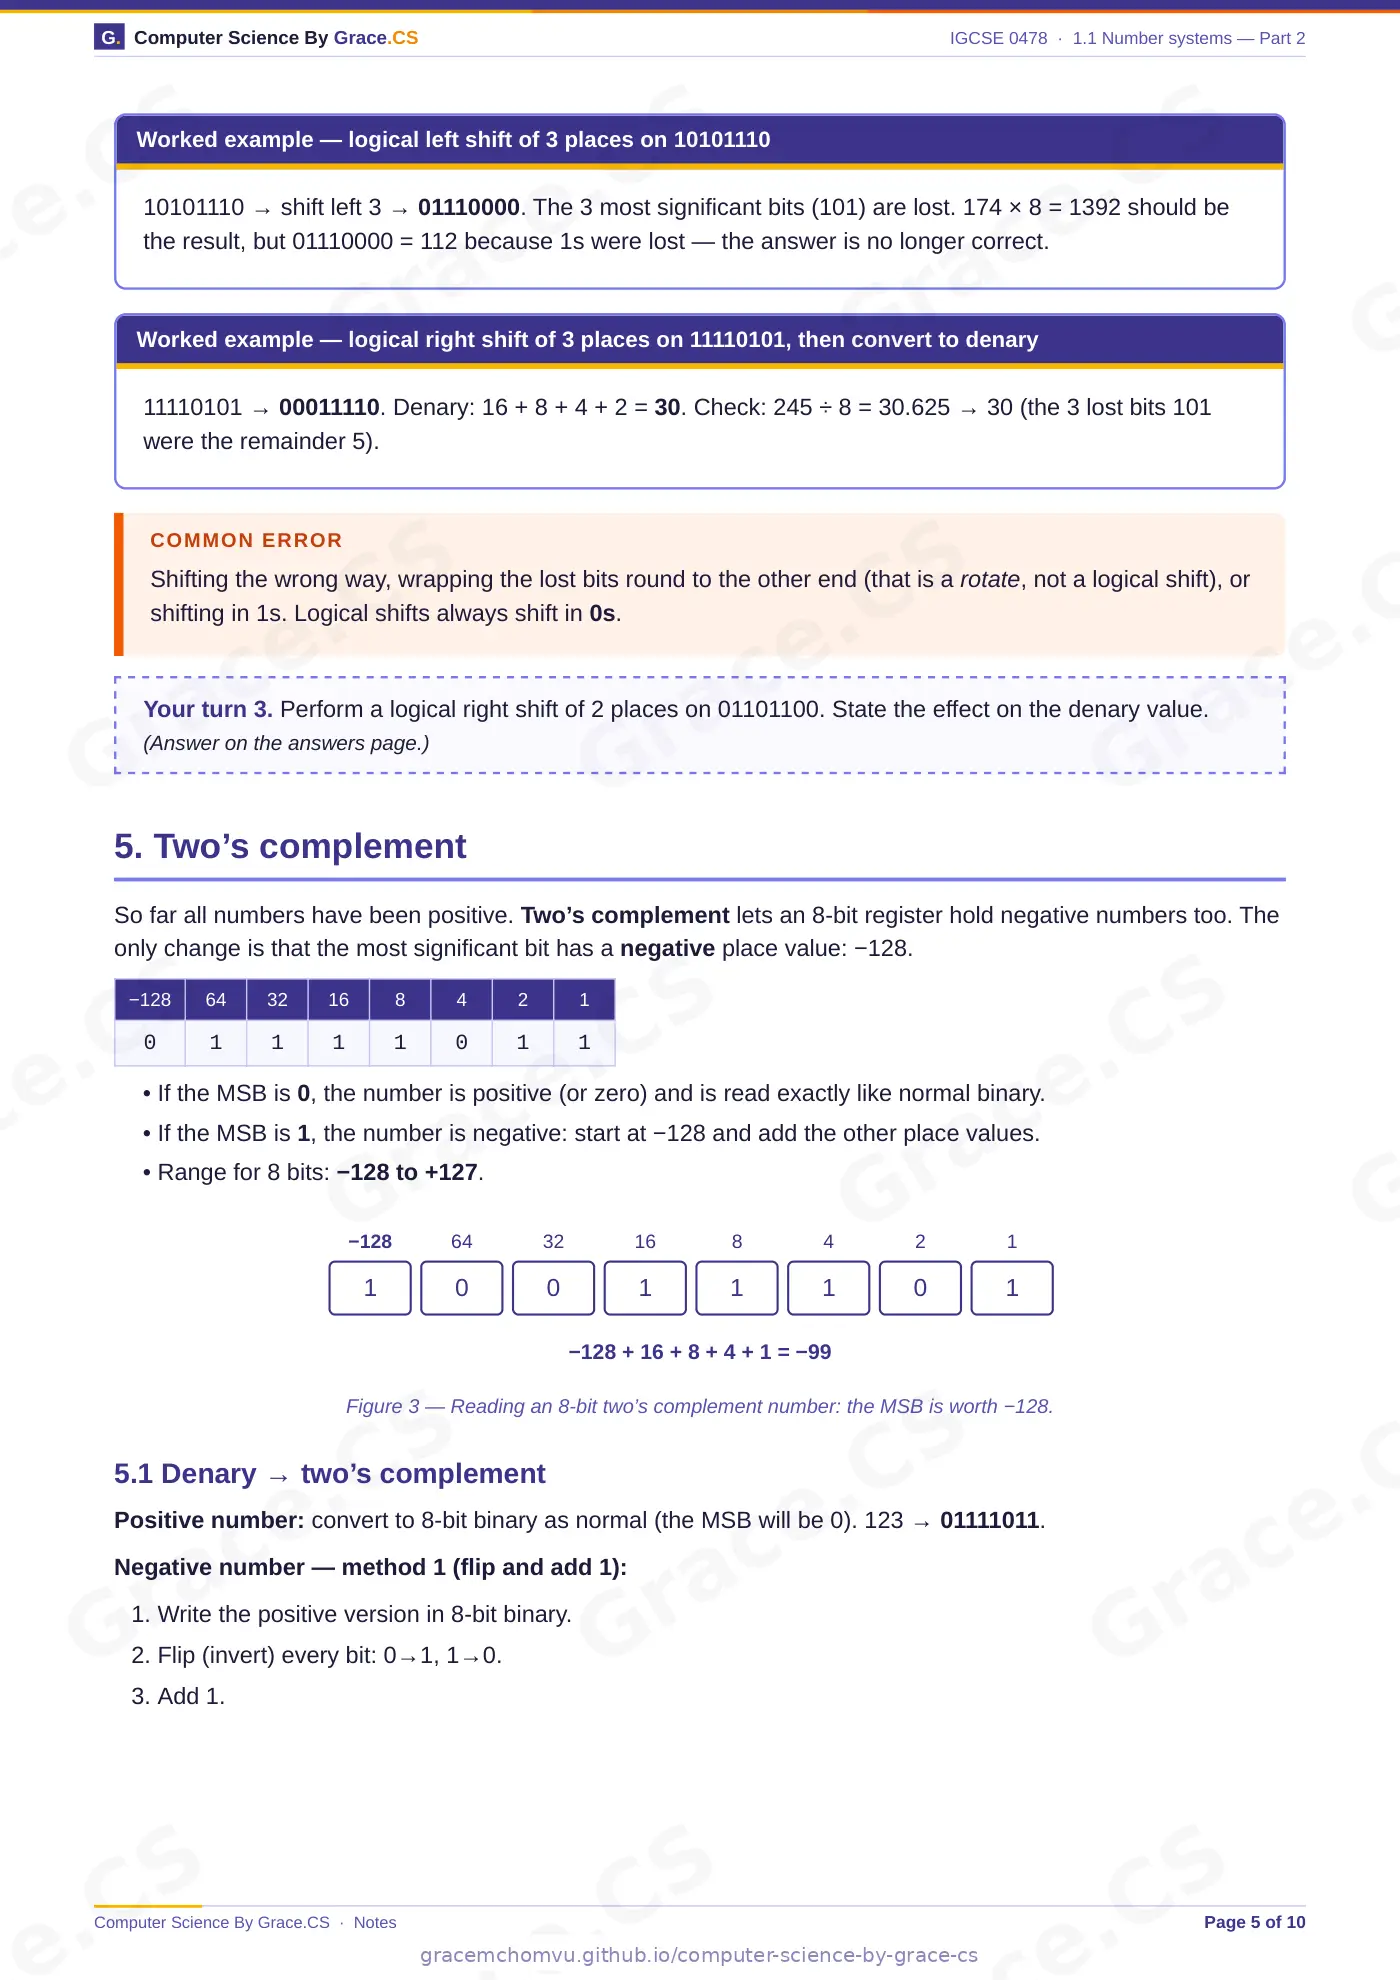 G. Computer Science By Grace.CS
IGCSE 0478 · 1.1 Number systems — Part 2
Worked example — logical left shift of 3 places on 10101110
10101110 → shift left 3 → 01110000. The 3 most significant bits (101) are lost. 174 × 8 = 1392 should be
the result, but 01110000 = 112 because 1s were lost — the answer is no longer correct.
Worked example — logical right shift of 3 places on 11110101, then convert to denary
11110101 → 00011110. Denary: 16 + 8 + 4 + 2 = 30. Check: 245 ÷ 8 = 30.625 → 30 (the 3 lost bits 101
were the remainder 5).
COMMON ERROR
Shifting the wrong way, wrapping the lost bits round to the other end (that is a rotate, not a logical shift), or
shifting in 1s. Logical shifts always shift in 0s.
Your turn 3. Perform a logical right shift of 2 places on 01101100. State the effect on the denary value.
(Answer on the answers page.)
5. Two’s complement
So far all numbers have been positive. Two’s complement lets an 8-bit register hold negative numbers too. The
only change is that the most significant bit has a negative place value: −128.
−128 64 32 16 8 4 2 1
0 1 1 1 1 0 1 1
• If the MSB is 0, the number is positive (or zero) and is read exactly like normal binary.
• If the MSB is 1, the number is negative: start at −128 and add the other place values.
• Range for 8 bits: −128 to +127.
−128 64 32 16 8 4 2 1
1 0 0 1 1 1 0 1
−128 + 16 + 8 + 4 + 1 = −99
Figure 3 — Reading an 8-bit two’s complement number: the MSB is worth −128.
5.1 Denary → two’s complement
Positive number: convert to 8-bit binary as normal (the MSB will be 0). 123 → 01111011.
Negative number — method 1 (flip and add 1):
1. Write the positive version in 8-bit binary.
2. Flip (invert) every bit: 0→1, 1→0.
3. Add 1.
Computer Science By Grace.CS · Notes
Page 5 of 10
gracemchomvu.github.io/computer-science-by-grace-cs